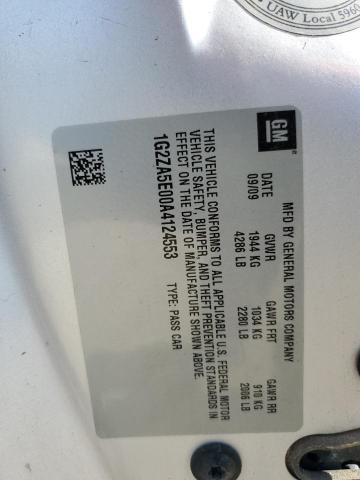 UAW Local 5960
GM
MFD BY GENERAL MOTORS COMPANY
DATE GVWR GAWR FRT GAWR RR
09/09 1944 KG 1034 KG 910 KG
4286 LB 2280 LB 2006 LB
THIS VEHICLE CONFORMS TO ALL APPLICABLE U.S. FEDERAL MOTOR
VEHICLE SAFETY, BUMPER, AND THEFT PREVENTION STANDARDS IN
EFFECT ON THE DATE OF MANUFACTURE SHOWN ABOVE.
1G2ZA5E00A4124553 TYPE: PASS CAR